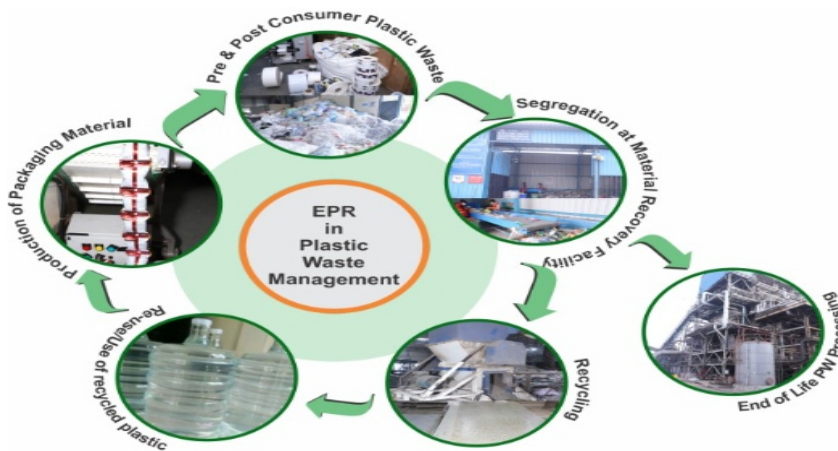 Pre & Post Consumer Plastic Waste
Segregation at Material Recovery Facility
Production of Packaging Material
EPR
in
Plastic
Waste
Management
Re-use/Use of recycled plastic
Recycling
End of Life PW Processing